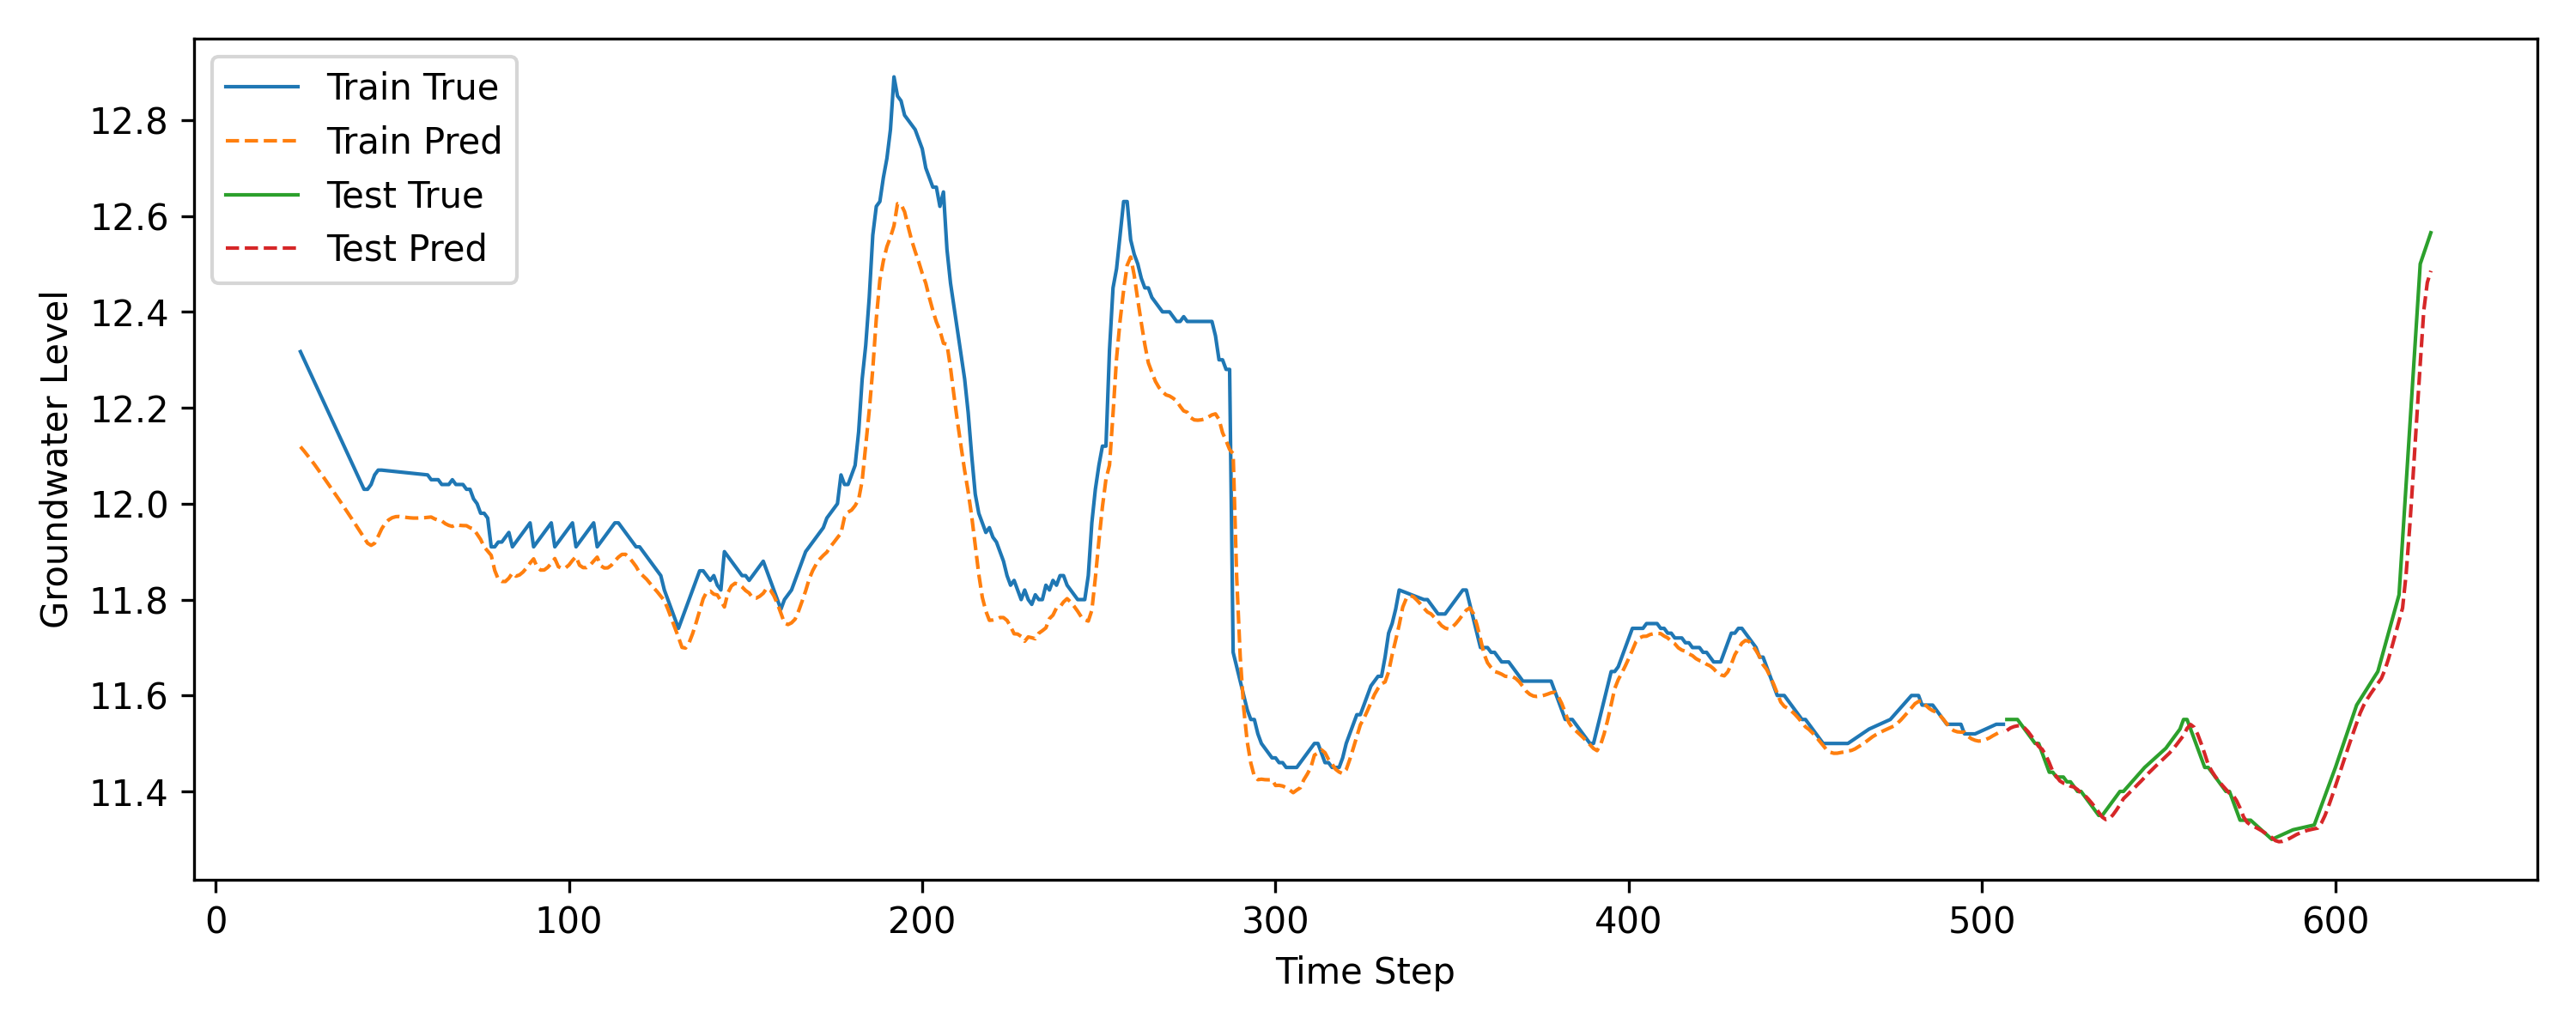 Train True
Train Pred
Test True
Test Pred
Groundwater Level
12.8
12.6
12.4
12.2
12.0
11.8
11.6
11.4
0 100 200 300 400 500 600
Time Step